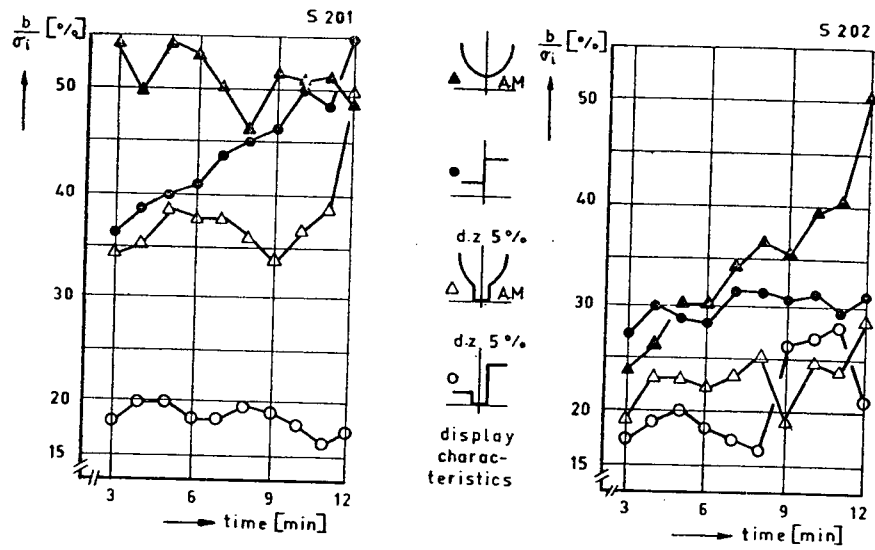 S 201
b/σi [%]
50
40
30
20
15
3 6 9 12
time [min]
AM
d.z. 5%
AM
d.z. 5%
display
charac-
teristics
S 202
b/σi [%]
50
40
30
20
15
3 6 9 12
time [min]